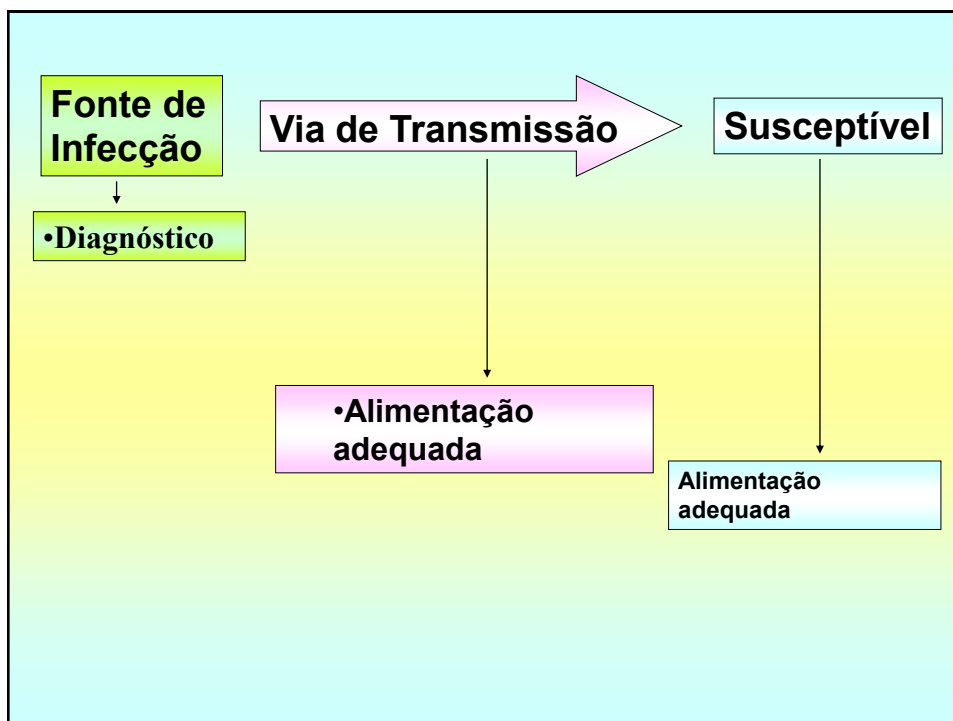 Fonte de
Infecção
Via de Transmissão
Susceptível
•Diagnóstico
•Alimentação
adequada
Alimentação
adequada